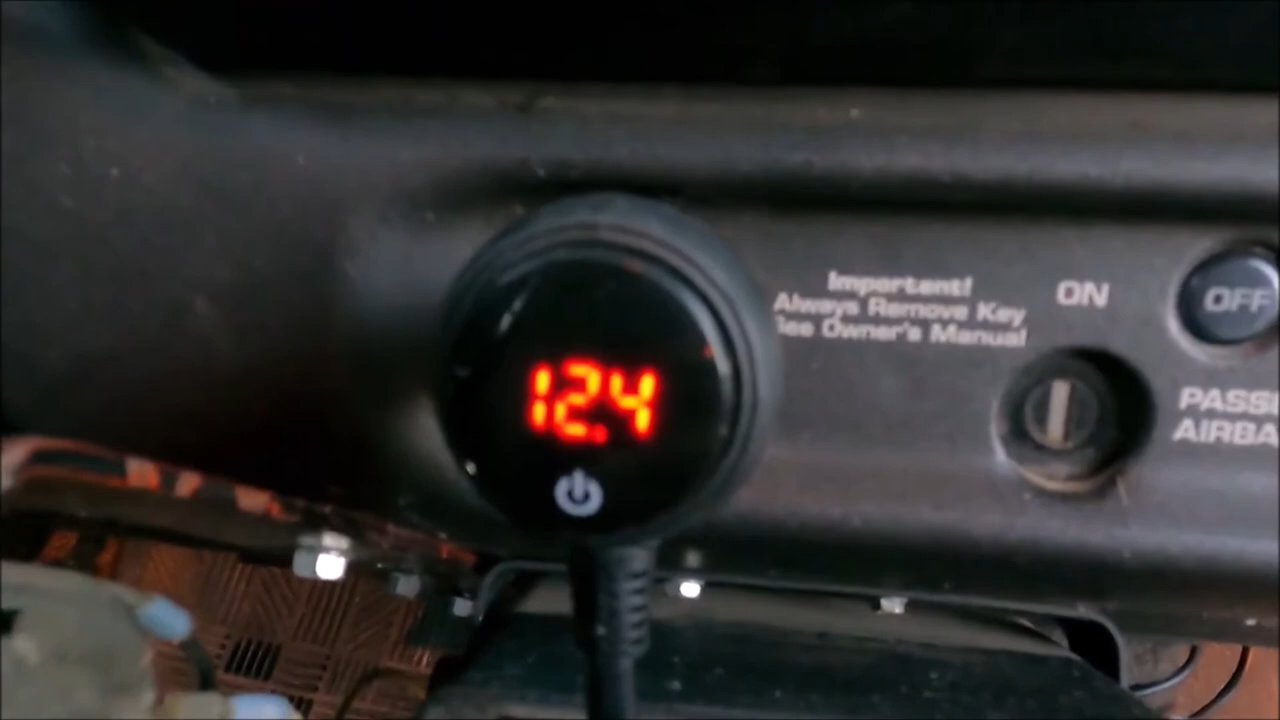 12.4
Important!
Always Remove Key
See Owner's Manual
ON
OFF
PASS
AIRBA